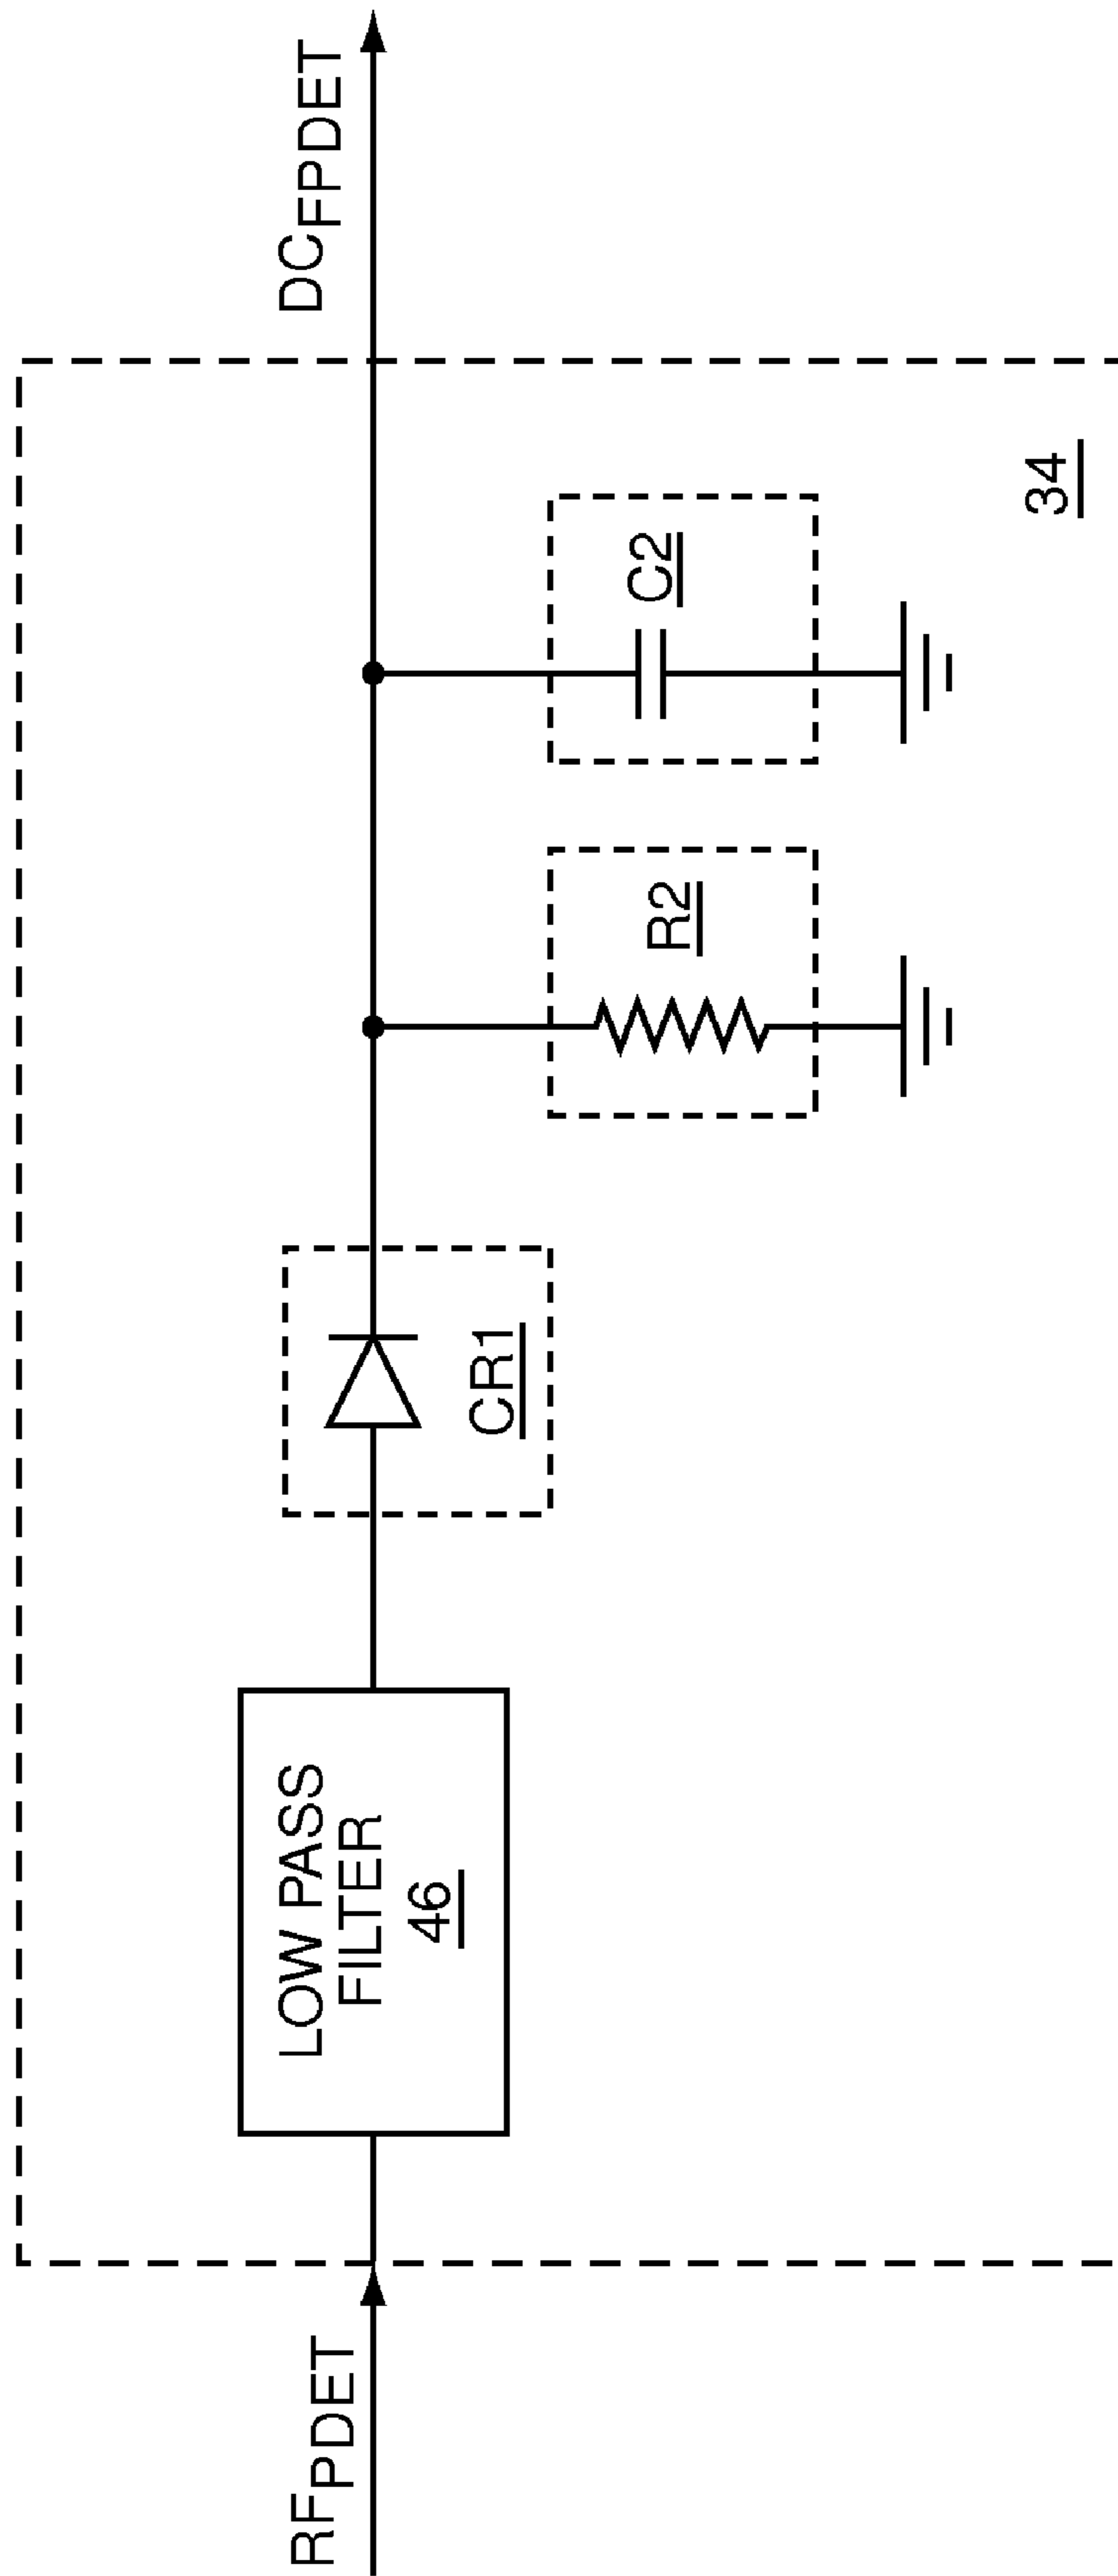 RFPDET
LOW PASS
FILTER
46
CR1
R2
C2
DCFPDET
34